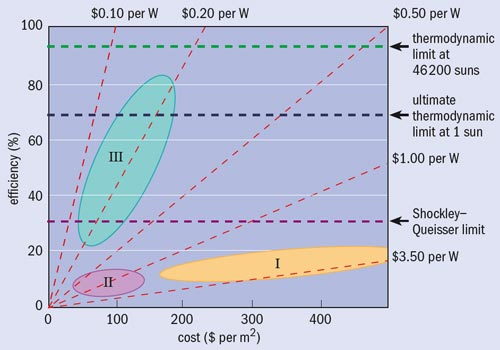 $0.10 per W
$0.20 per W
$0.50 per W
100
80
60
40
20
0
efficiency (%)
thermodynamic
limit at
46200 suns
ultimate
thermodynamic
limit at 1 sun
$1.00 per W
Shockley–
Queisser limit
$3.50 per W
III
II
I
0
100
200
300
400
cost ($ per m²)